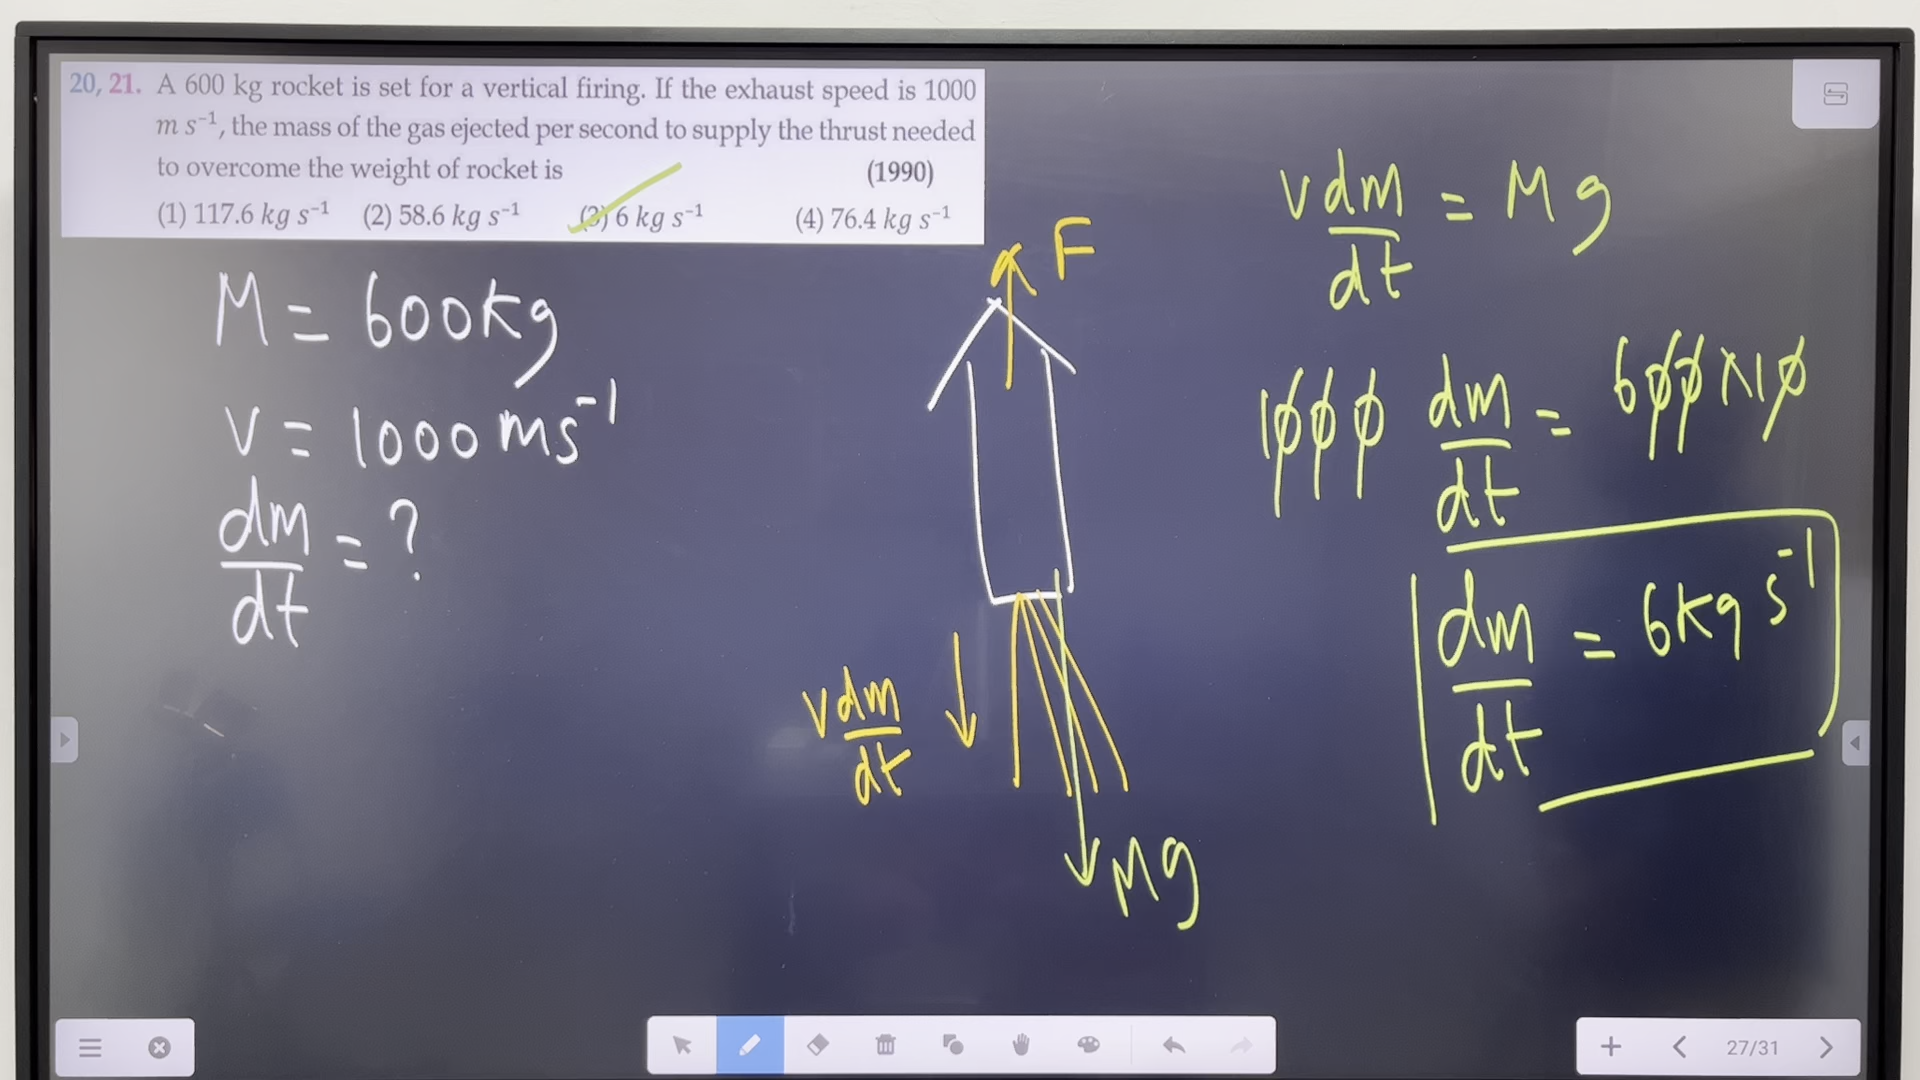 20, 21. A 600 kg rocket is set for a vertical firing. If the exhaust speed is 1000
m s⁻¹, the mass of the gas ejected per second to supply the thrust needed
to overcome the weight of rocket is (1990)
(1) 117.6 kg s⁻¹ (2) 58.6 kg s⁻¹ (3) 6 kg s⁻¹ (4) 76.4 kg s⁻¹
M = 600kg
v = 1000 ms⁻¹
dm/dt = ?
F
v dm/dt
Mg
v dm/dt = Mg
1000 dm/dt = 600×10
dm/dt = 6kg s⁻¹
27/31